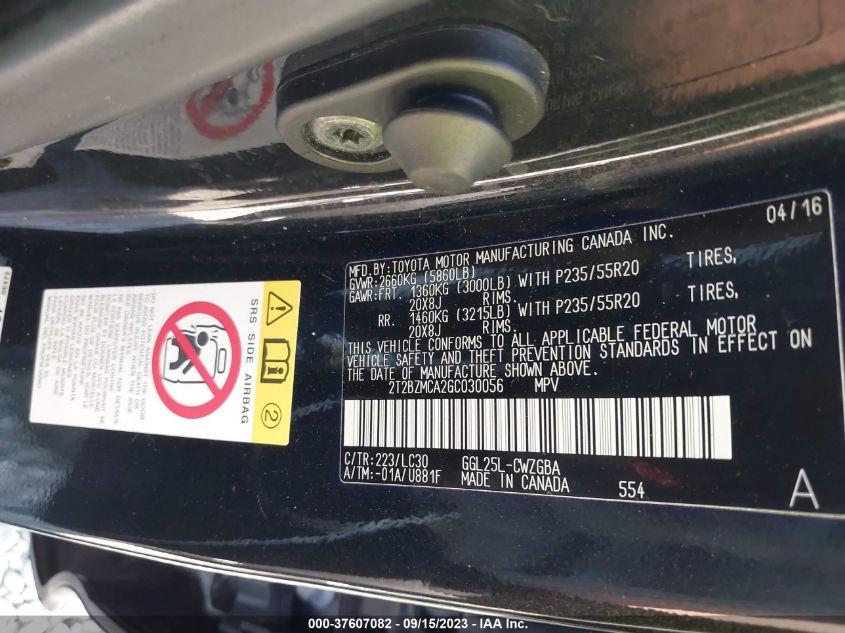 04/16
MFD.BY:TOYOTA MOTOR MANUFACTURING CANADA INC.
GVWR:2660KG (5860LB)
GAWR:FRT. 1360KG (3000LB) WITH P235/55R20 TIRES,
20X8J RIMS.
RR. 1460KG (3215LB) WITH P235/55R20 TIRES,
20X8J RIMS.
THIS VEHICLE CONFORMS TO ALL APPLICABLE FEDERAL MOTOR
VEHICLE SAFETY AND THEFT PREVENTION STANDARDS IN EFFECT ON
THE DATE OF MANUFACTURE SHOWN ABOVE.
2T2BZMCA2GC030056 MPV
C/TR:223/LC30 GGL25L-CWZGBA
A/TM:-01A/U881F MADE IN CANADA 554
A
SRS SIDE AIRBAG
2
000-37607082 - 09/15/2023 - IAA Inc.